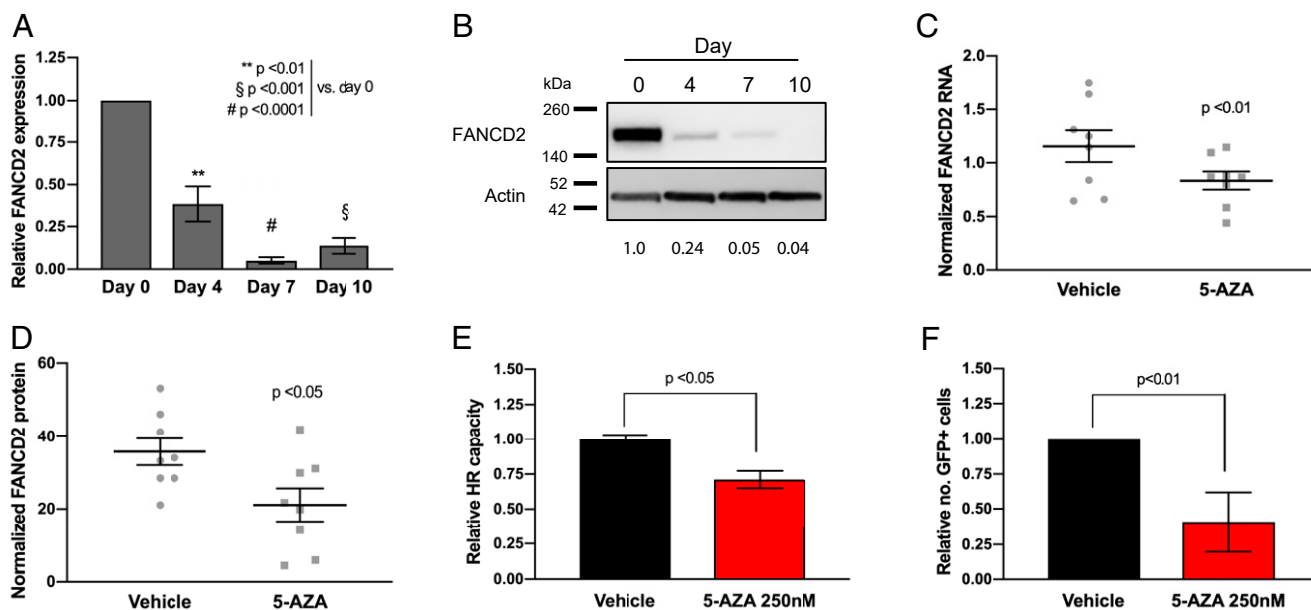 A
Relative FANCD2 expression
1.25
1.00
0.75
0.50
0.25
0.00
** p <0.01
§ p <0.001
# p <0.0001
vs. day 0
**
#
§
Day 0 Day 4 Day 7 Day 10
B
Day
kDa 0 4 7 10
260
FANCD2
140
52
Actin
42
1.0 0.24 0.05 0.04
C
Normalized FANCD2 RNA
2.0
1.5
1.0
0.5
0.0
p <0.01
Vehicle 5-AZA
D
Normalized FANCD2 protein
60
40
20
0
p <0.05
Vehicle 5-AZA
E
Relative HR capacity
1.50
1.25
1.00
0.75
0.50
0.25
0.00
p <0.05
Vehicle 5-AZA 250nM
F
Relative no. GFP+ cells
1.50
1.25
1.00
0.75
0.50
0.25
0.00
p<0.01
Vehicle 5-AZA 250nM